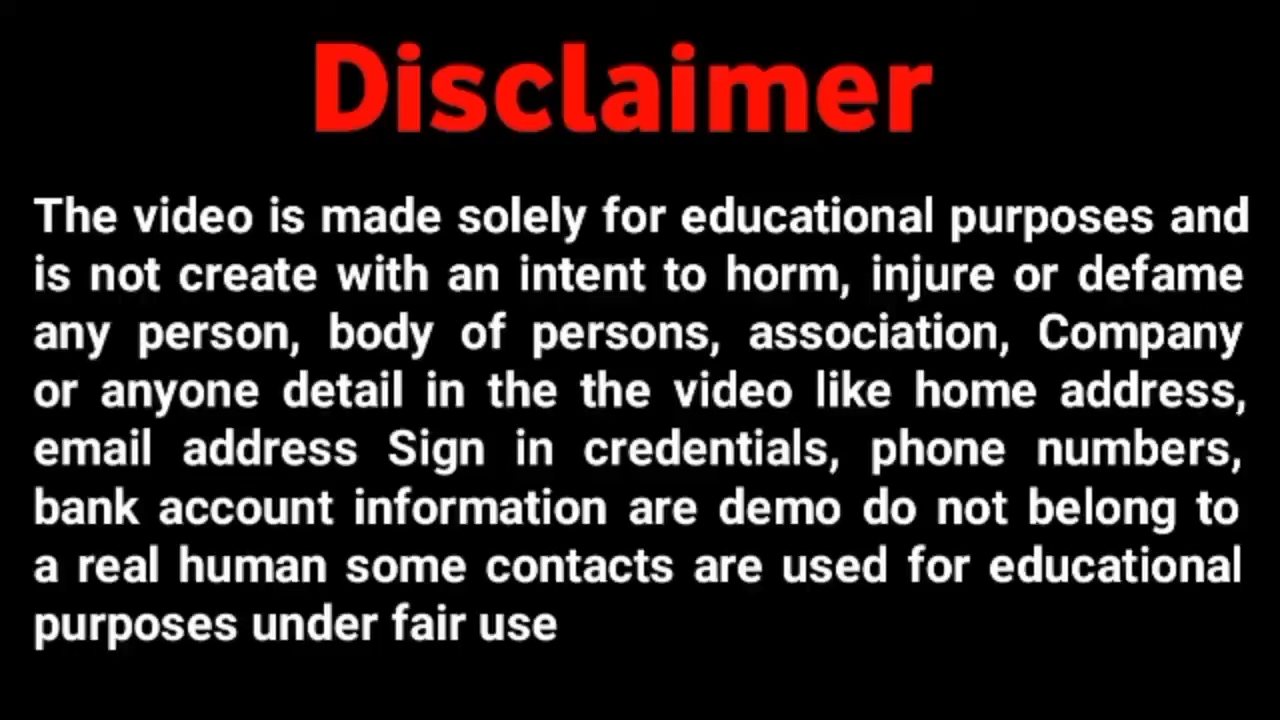 Disclaimer
The video is made solely for educational purposes and
is not create with an intent to horm, injure or defame
any person, body of persons, association, Company
or anyone detail in the the video like home address,
email address Sign in credentials, phone numbers,
bank account information are demo do not belong to
a real human some contacts are used for educational
purposes under fair use